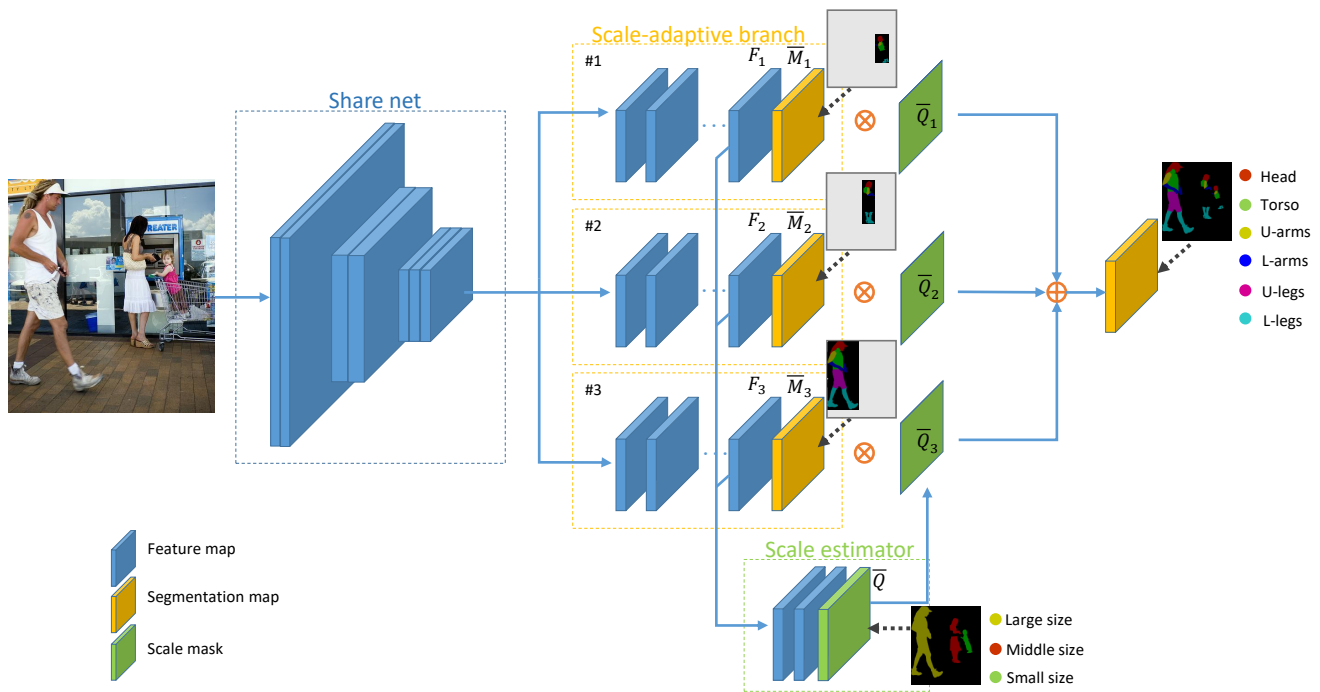 Scale-adaptive branch
Share net
#1
F₁
M̅₁
⊗
Q̅₁
#2
F₂
M̅₂
⊗
Q̅₂
#3
F₃
M̅₃
⊗
Q̅₃
⊕
Head
Torso
U-arms
L-arms
U-legs
L-legs
Scale estimator
Q̅
Large size
Middle size
Small size
Feature map
Segmentation map
Scale mask